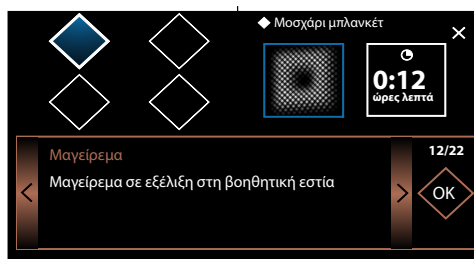 Μοσχάρι μπλανκέτ
0:12
ώρες λεπτά
Μαγείρεμα
12/22
Μαγείρεμα σε εξέλιξη στη βοηθητική εστία
OK